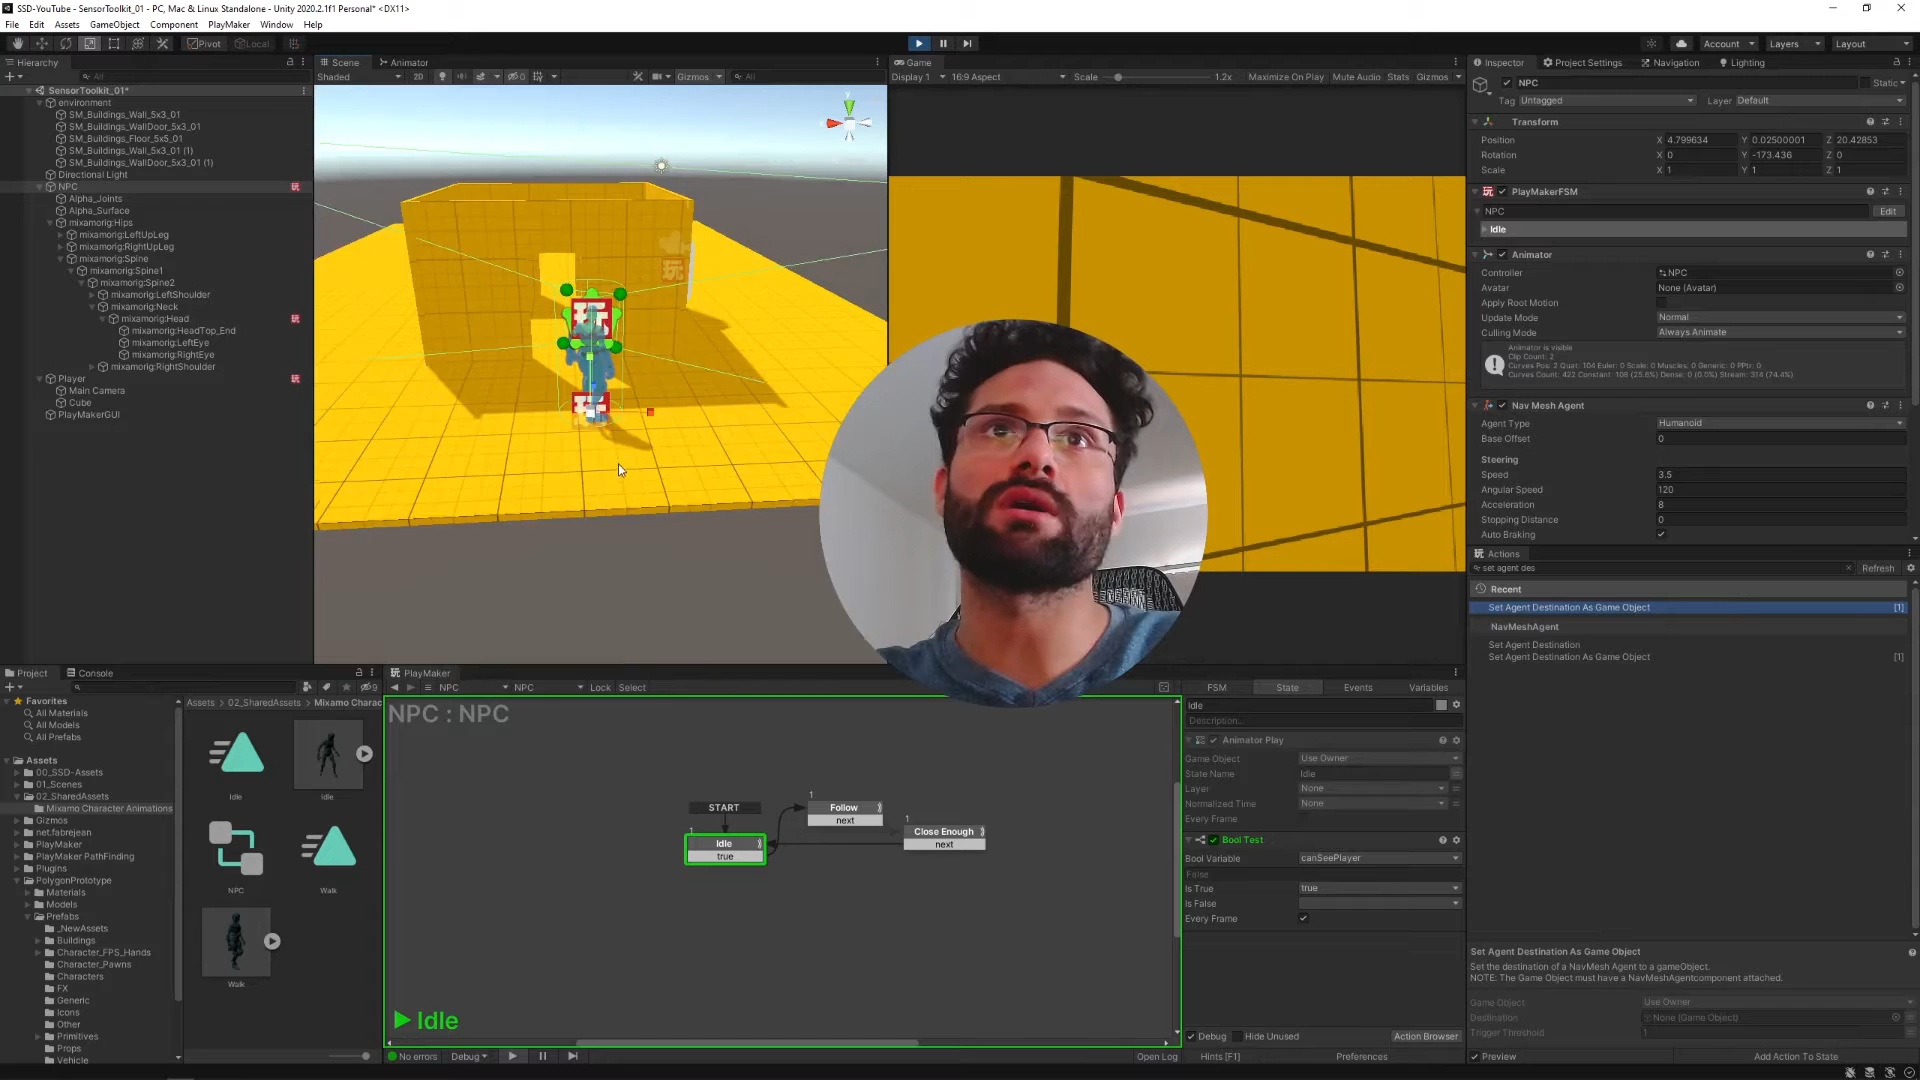 SSD-YouTube - SensorToolkit_01 - PC, Mac & Linux Standalone - Unity 2020.2.1f1 Personal* <DX11>
File Edit Assets GameObject Component PlayMaker Window Help
Pivot Local Account Layers Layout
Hierarchy
All
SensorToolkit_01*
environment
SM_Buildings_Wall_5x3_01
SM_Buildings_WallDoor_5x3_01
SM_Buildings_Floor_5x5_01
SM_Buildings_Wall_5x3_01 (1)
SM_Buildings_WallDoor_5x3_01 (1)
Directional Light
NPC
Alpha_Joints
Alpha_Surface
mixamorig:Hips
mixamorig:LeftUpLeg
mixamorig:RightUpLeg
mixamorig:Spine
mixamorig:Spine1
mixamorig:Spine2
mixamorig:LeftShoulder
mixamorig:Neck
mixamorig:Head
mixamorig:HeadTop_End
mixamorig:LeftEye
mixamorig:RightEye
mixamorig:RightShoulder
Player
Main Camera
Cube
PlayMakerGUI
Scene Animator
Shaded 2D 0 Gizmos All
y
玩
玩
玩
Game
Display 1 16:9 Aspect Scale 1.2x Maximize On Play Mute Audio Stats Gizmos
Inspector Project Settings Navigation Lighting
NPC Static
Tag Untagged Layer Default
Transform
Position X 4.799634 Y 0.02500001 Z 20.42853
Rotation X 0 Y -173.436 Z 0
Scale X 1 Y 1 Z 1
PlayMakerFSM
NPC Edit
Idle
Animator
Controller NPC
Avatar None (Avatar)
Apply Root Motion
Update Mode Normal
Culling Mode Always Animate
Animator is visible
Clip Count: 2
Curves Pos: 2 Quat: 104 Euler: 0 Scale: 0 Muscles: 0 Generic: 0 PPtr: 0
Curves Count: 422 Constant: 108 (25.6%) Dense: 0 (0.0%) Stream: 314 (74.4%)
Nav Mesh Agent
Agent Type Humanoid
Base Offset 0
Steering
Speed 3.5
Angular Speed 120
Acceleration 8
Stopping Distance 0
Auto Braking
Actions
set agent des Refresh
Recent
Set Agent Destination As Game Object [1]
NavMeshAgent
Set Agent Destination
Set Agent Destination As Game Object [1]
Set Agent Destination As Game Object
Set the destination of a NavMesh Agent to a gameObject.
NOTE: The Game Object must have a NavMeshAgentcomponent attached.
Game Object Use Owner
Destination None (Game Object)
Trigger Threshold 1
Preview Add Action To State
Project Console
9
Favorites
All Materials
All Models
All Prefabs
Assets
00_SSD-Assets
01_Scenes
02_SharedAssets
Mixamo Character Animations
Gizmos
net.fabrejean
PlayMaker
PlayMaker PathFinding
Plugins
PolygonPrototype
Materials
Models
Prefabs
_NewAssets
Buildings
Character_FPS_Hands
Character_Pawns
Characters
FX
Generic
Icons
Other
Primitives
Props
Vehicle
Assets 02_SharedAssets Mixamo Charac
Idle Idle
NPC Walk
Walk
PlayMaker
NPC NPC Lock Select
NPC : NPC
START
1
Idle
true
1
Follow
next
1
Close Enough
next
Idle
No errors Debug Open Log
FSM State Events Variables
Idle
Description...
Animator Play
Game Object Use Owner
State Name Idle
Layer None
Normalized Time None
Every Frame
Bool Test
Bool Variable canSeePlayer
False
Is True true
Is False
Every Frame
Debug Hide Unused Action Browser
Hints [F1] Preferences